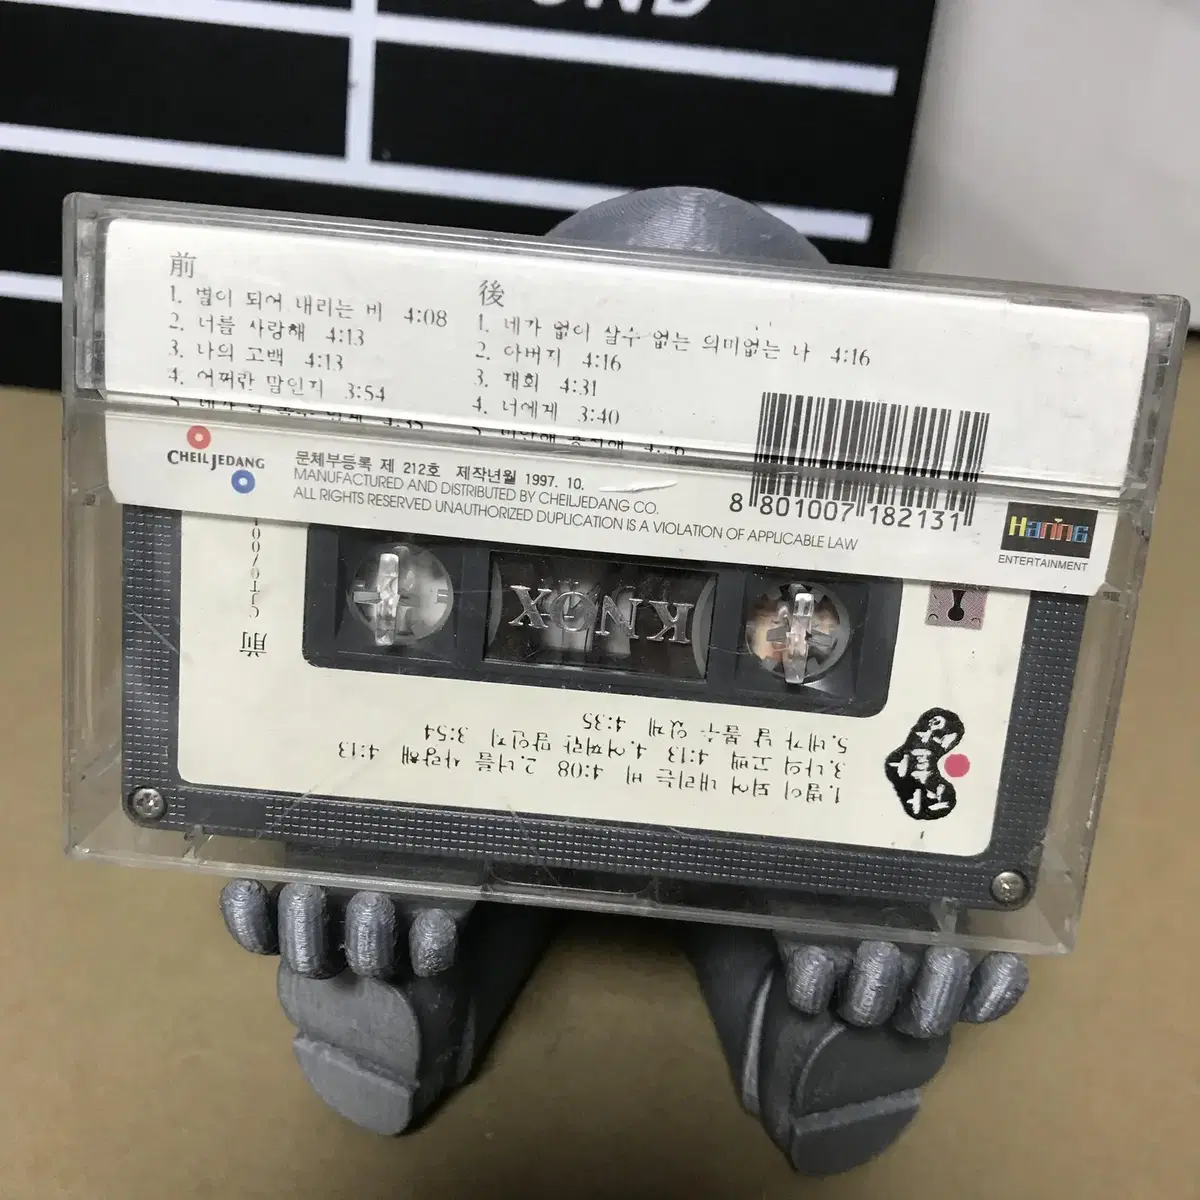 OUND
前
1. 별이 되어 내리는 비 4:08
2. 너를 사랑해 4:13
3. 나의 고백 4:13
4. 어쩌란 말인지 3:54
後
1. 네가 없이 살수 없는 의미없는 나 4:16
2. 아버지 4:16
3. 재회 4:31
4. 너에게 3:40
CHEIL JEDANG
문체부등록 제 212호 제작년월 1997. 10.
MANUFACTURED AND DISTRIBUTED BY CHEILJEDANG CO.
ALL RIGHTS RESERVED UNAUTHORIZED DUPLICATION IS A VIOLATION OF APPLICABLE LAW
8 801007 182131
Hanna
ENTERTAINMENT
KNOX
前
1.별이 되어 내리는 비 4:08 2.너를 사랑해 4:13
3.나의 고백 4:13 4.어쩌란 말인지 3:54
5.네가 날 볼수 있게 4:35